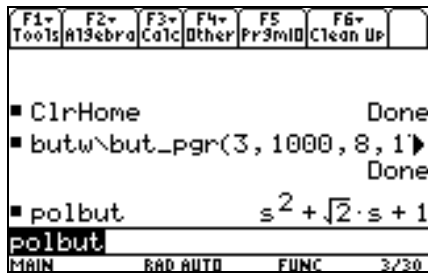 F1▾ F2▾ F3▾ F4▾ F5 F6▾
Tools Algebra Calc Other PrgmIO Clean Up
■ ClrHome Done
■ butw\but_pgr(3, 1000, 8, 1▶
Done
■ polbut s² + √2·s + 1
polbut
MAIN RAD AUTO FUNC 3/30